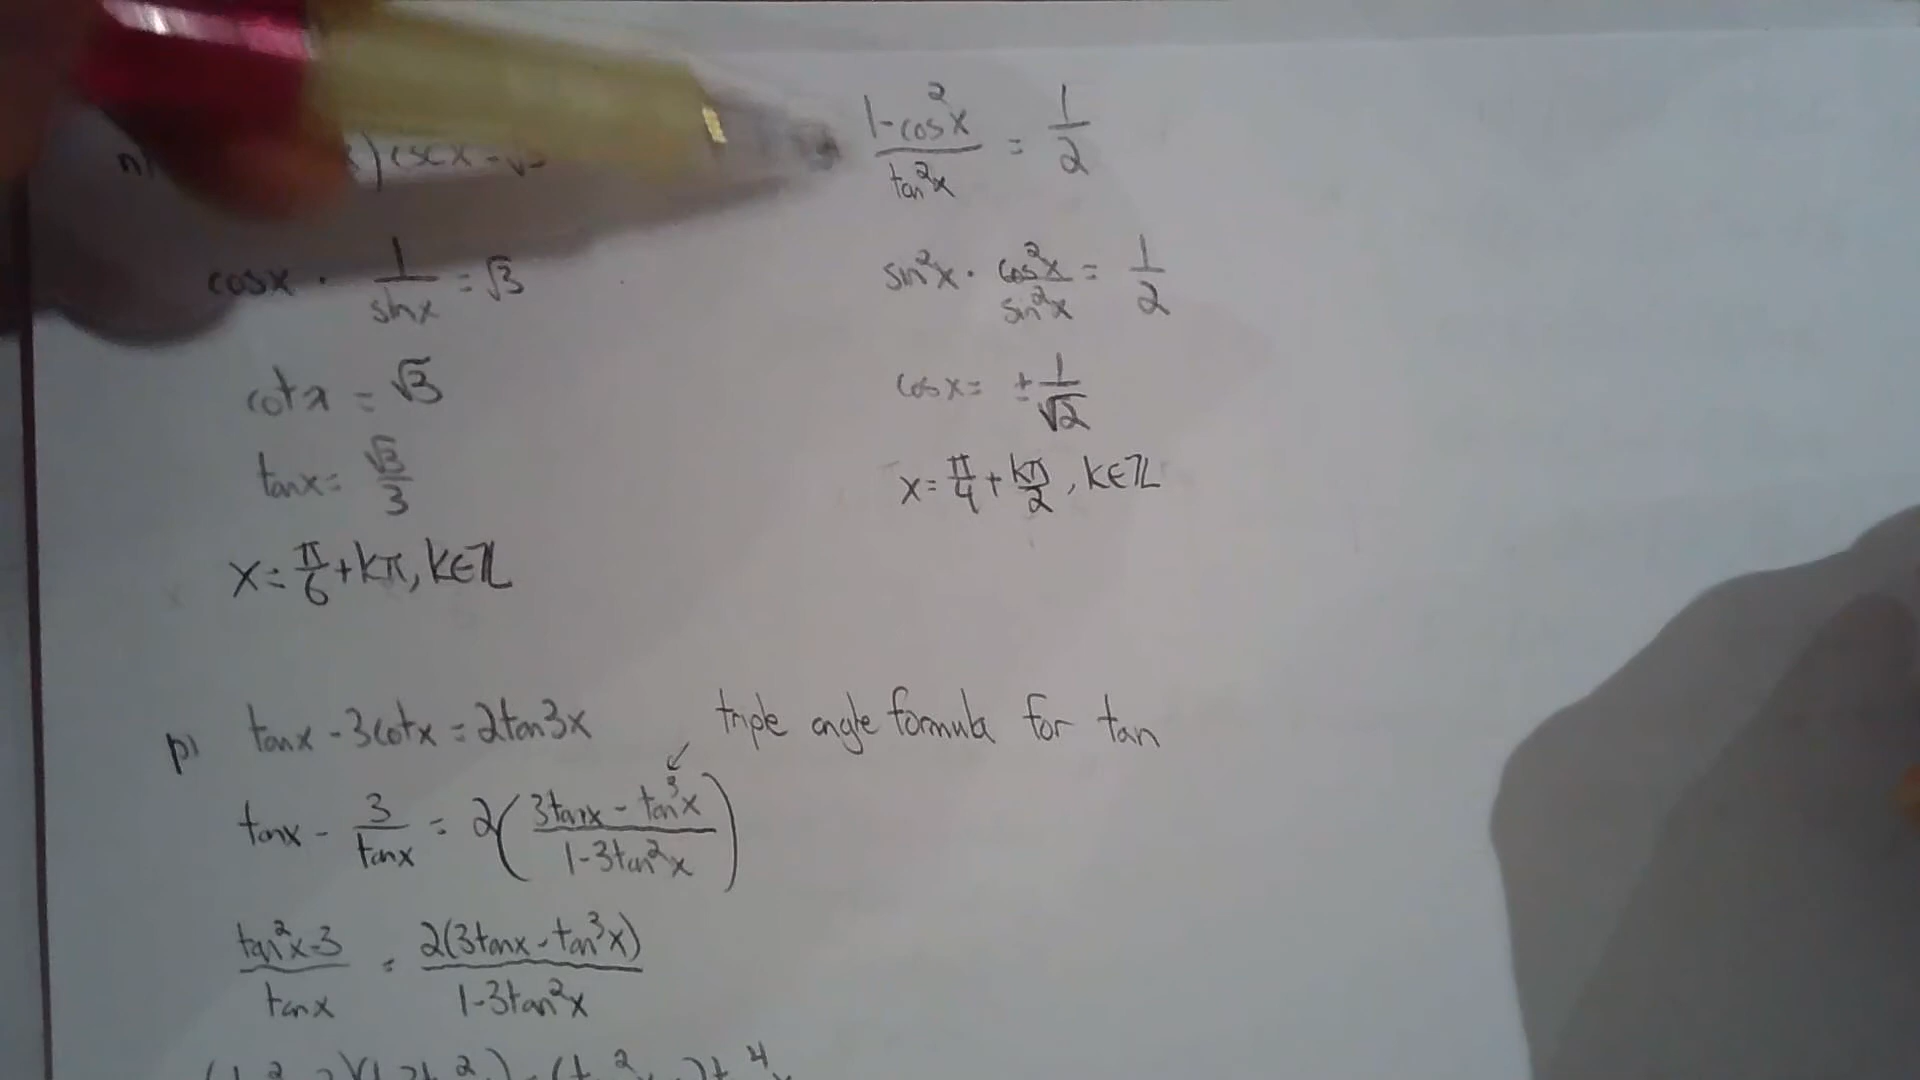 ) cscx = √
cosx · 1/sinx = √3
cotx = √3
tanx = √3/3
x = π/6 + kπ, k∈ℤ
1-cos²x/tan²x = 1/2
sin²x · cos²x/sin²x = 1/2
cosx = ± 1/√2
x = π/4 + kπ/2, k∈ℤ
p) tanx - 3cotx = 2tan3x
triple angle formula for tan
tanx - 3/tanx = 2(3tanx - tan³x/1-3tan²x)
tan²x-3/tanx = 2(3tanx-tan³x)/1-3tan²x